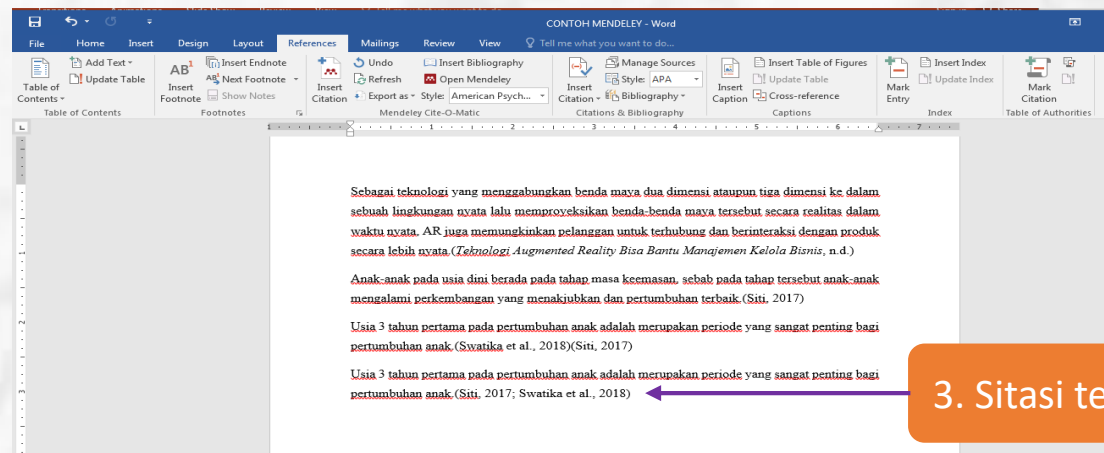 CONTOH MENDELEY - Word
File Home Insert Design Layout References Mailings Review View Tell me what you want to do...
Table of Contents
Add Text
Update Table
Table of Contents
AB1 Insert Footnote
Insert Endnote
Next Footnote
Show Notes
Footnotes
Insert Citation
Undo
Refresh
Export as
Insert Bibliography
Open Mendeley
Style: American Psych...
Mendeley Cite-O-Matic
Insert Citation
Manage Sources
Style: APA
Bibliography
Citations & Bibliography
Insert Caption
Insert Table of Figures
Update Table
Cross-reference
Captions
Mark Entry
Insert Index
Update Index
Index
Mark Citation
Table of Authorities
1 1 2 3 4 5 6 7
Sebagai teknologi yang menggabungkan benda maya dua dimensi ataupun tiga dimensi ke dalam
sebuah lingkungan nyata lalu memproyeksikan benda-benda maya tersebut secara realitas dalam
waktu nyata, AR juga memungkinkan pelanggan untuk terhubung dan berinteraksi dengan produk
secara lebih nyata.(Teknologi Augmented Reality Bisa Bantu Manajemen Kelola Bisnis, n.d.)
Anak-anak pada usia dini berada pada tahap masa keemasan, sebab pada tahap tersebut anak-anak
mengalami perkembangan yang menakjubkan dan pertumbuhan terbaik.(Siti, 2017)
Usia 3 tahun pertama pada pertumbuhan anak adalah merupakan periode yang sangat penting bagi
pertumbuhan anak.(Swatika et al., 2018)(Siti, 2017)
Usia 3 tahun pertama pada pertumbuhan anak adalah merupakan periode yang sangat penting bagi
pertumbuhan anak.(Siti, 2017; Swatika et al., 2018)
3. Sitasi te